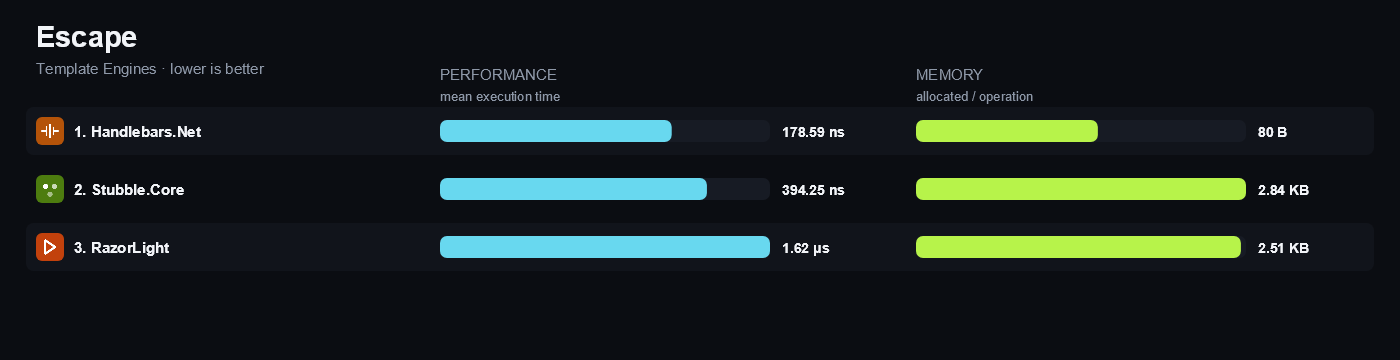 Escape
Template Engines · lower is better
PERFORMANCE
mean execution time
MEMORY
allocated / operation
1. Handlebars.Net 178.59 ns 80 B
2. Stubble.Core 394.25 ns 2.84 KB
3. RazorLight 1.62 μs 2.51 KB